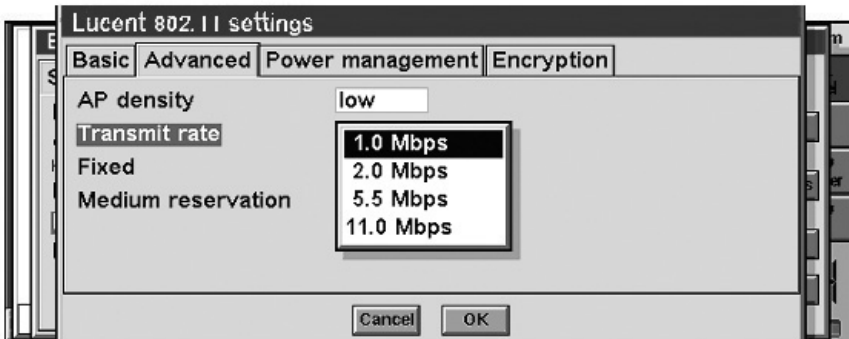 Lucent 802.11 settings
Basic Advanced Power management Encryption
AP density low
Transmit rate 1.0 Mbps
Fixed 2.0 Mbps
Medium reservation 5.5 Mbps
11.0 Mbps
Cancel OK